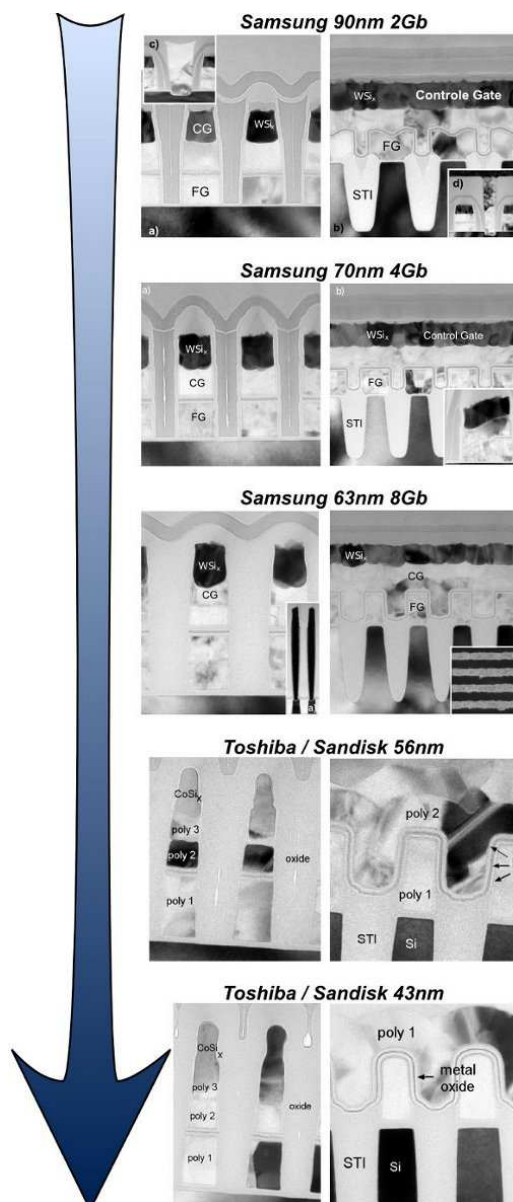 Samsung 90nm 2Gb
c)
CG
WSix
FG
a)
WSix
Controle Gate
FG
STI
d)
b)
Samsung 70nm 4Gb
a)
WSix
CG
FG
b)
WSix
Control Gate
FG
STI
Samsung 63nm 8Gb
WSix
CG
a
WSix
CG
FG
Toshiba / Sandisk 56nm
CoSix
poly 3
poly 2
oxide
poly 1
poly 2
poly 1
STI
Si
Toshiba / Sandisk 43nm
CoSix
poly 3
poly 2
oxide
poly 1
poly 1
metal
oxide
STI
Si